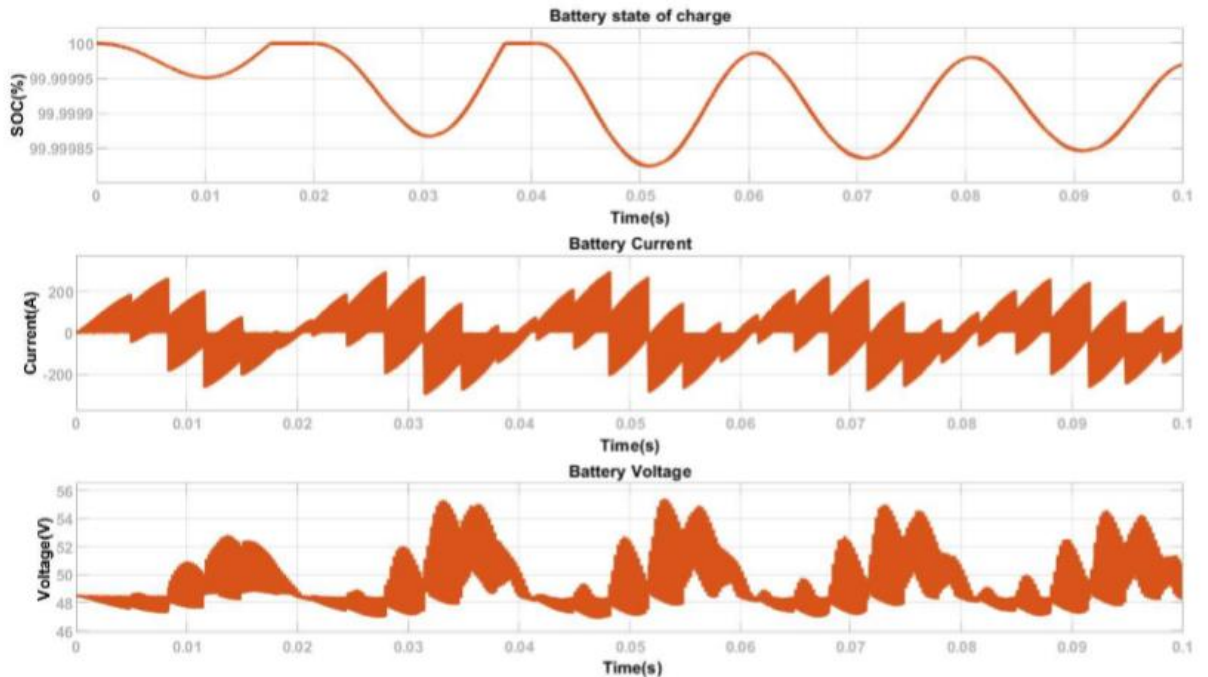 Battery state of charge
SOC(%)
100
99.99995
99.9999
99.99985
0 0.01 0.02 0.03 0.04 0.05 0.06 0.07 0.08 0.09 0.1
Time(s)
Battery Current
Current(A)
200
0
-200
0 0.01 0.02 0.03 0.04 0.05 0.06 0.07 0.08 0.09 0.1
Time(s)
Battery Voltage
Voltage(V)
56
54
52
50
48
46
0 0.01 0.02 0.03 0.04 0.05 0.06 0.07 0.08 0.09 0.1
Time(s)